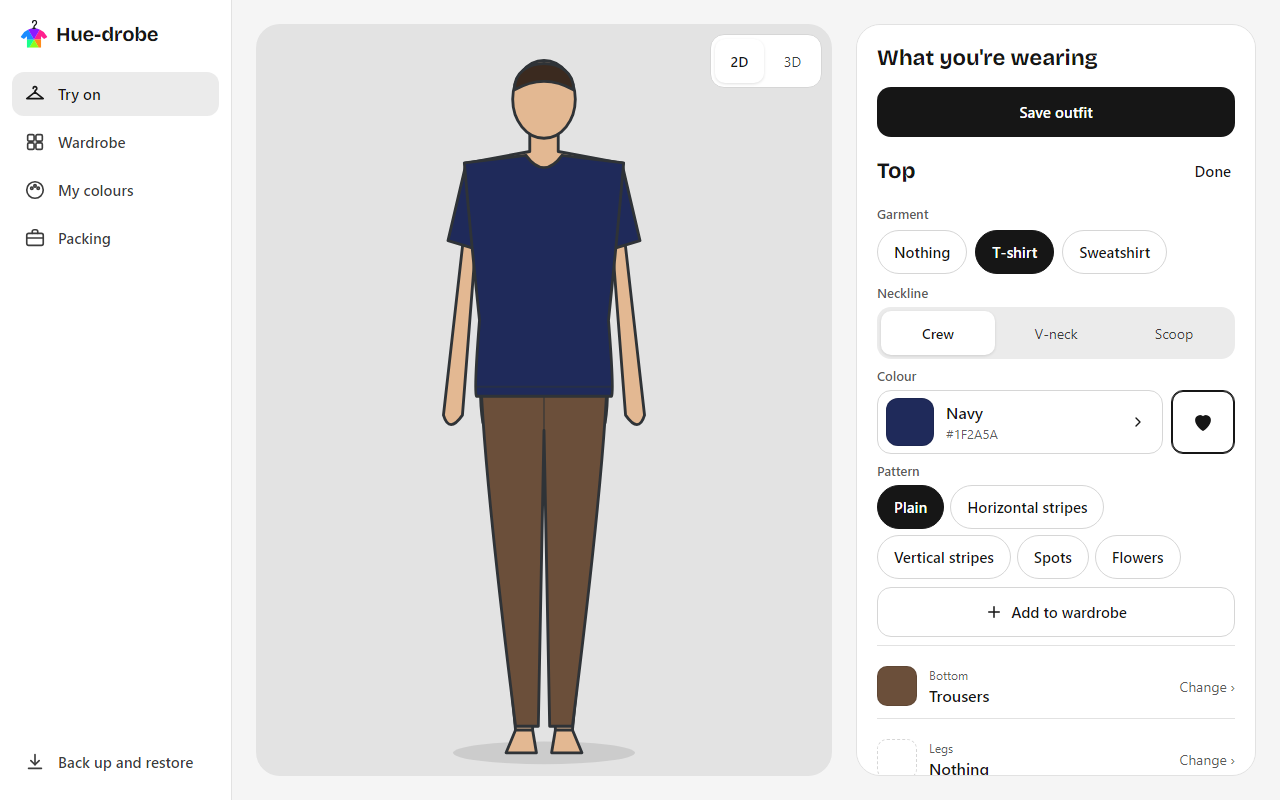 Hue-drobe
Try on
Wardrobe
My colours
Packing
Back up and restore
2D
3D
What you're wearing
Save outfit
Top
Done
Garment
Nothing
T-shirt
Sweatshirt
Neckline
Crew
V-neck
Scoop
Colour
Navy
#1F2A5A
Pattern
Plain
Horizontal stripes
Vertical stripes
Spots
Flowers
Add to wardrobe
Bottom
Trousers
Change ›
Legs
Nothing
Change ›